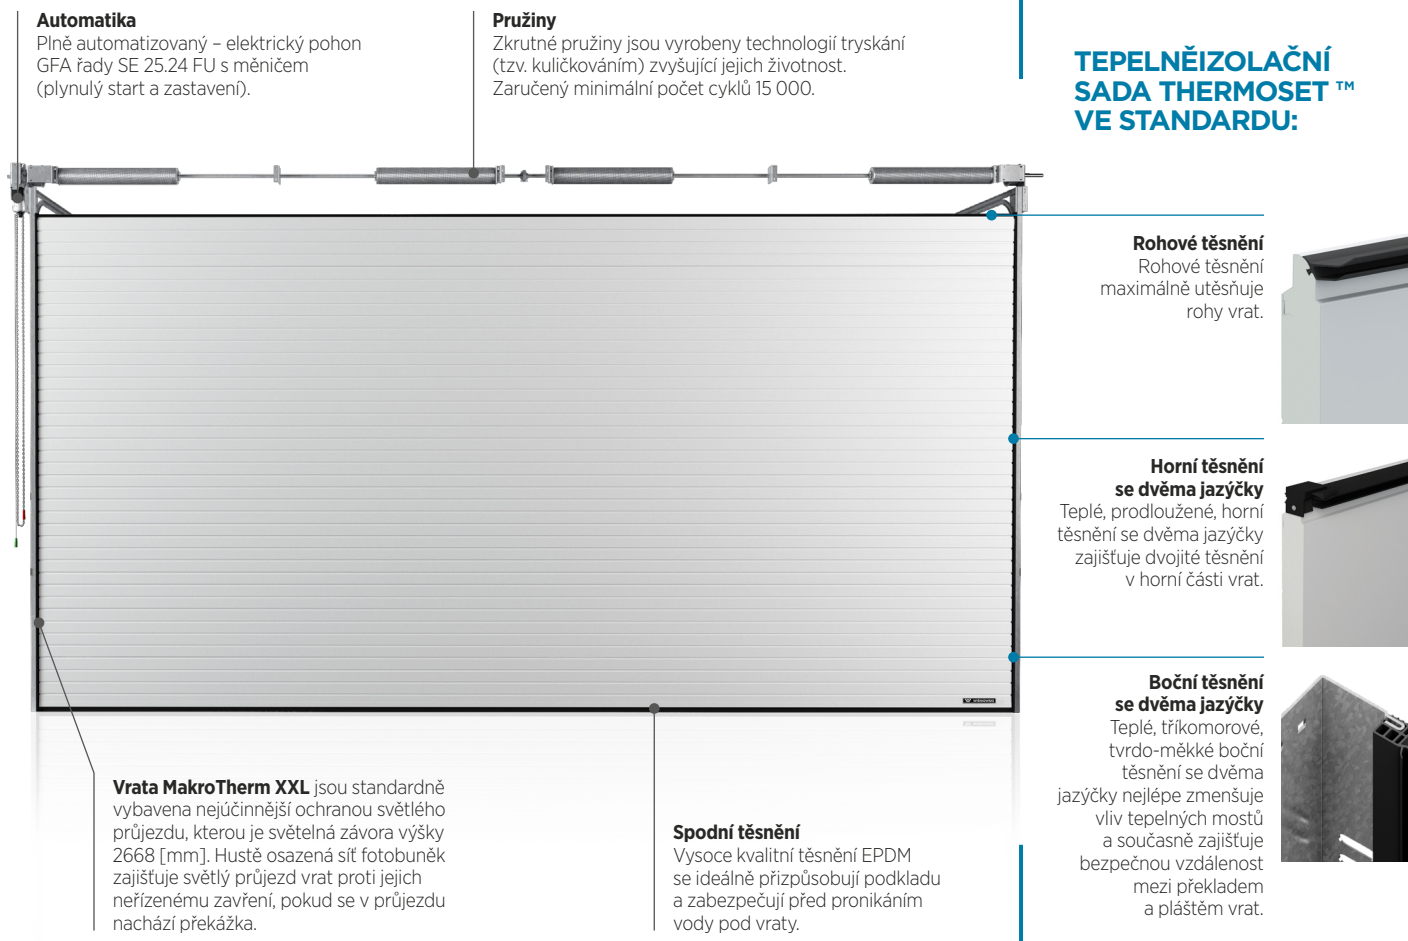 Automatika
Plně automatizovaný – elektrický pohon
GFA řady SE 25.24 FU s měničem
(plynulý start a zastavení).
Pružiny
Zkrutné pružiny jsou vyrobeny technologií tryskání
(tzv. kuličkováním) zvyšující jejich životnost.
Zaručený minimální počet cyklů 15 000.
TEPELNĚIZOLAČNÍ
SADA THERMOSET ™
VE STANDARDU:
Rohové těsnění
Rohové těsnění
maximálně utěsňuje
rohy vrat.
Horní těsnění
se dvěma jazýčky
Teplé, prodloužené, horní
těsnění se dvěma jazýčky
zajišťuje dvojité těsnění
v horní části vrat.
Boční těsnění
se dvěma jazýčky
Teplé, tříkomorové,
tvrdo-měkké boční
těsnění se dvěma
jazýčky nejlépe zmenšuje
vliv tepelných mostů
a současně zajišťuje
bezpečnou vzdálenost
mezi překladem
a pláštěm vrat.
Vrata MakroTherm XXL jsou standardně
vybavena nejúčinnější ochranou světlého
průjezdu, kterou je světelná závora výšky
2668 [mm]. Hustě osazená síť fotobuněk
zajišťuje světlý průjezd vrat proti jejich
neřízenému zavření, pokud se v průjezdu
nachází překážka.
Spodní těsnění
Vysoce kvalitní těsnění EPDM
se ideálně přizpůsobují podkladu
a zabezpečují před pronikáním
vody pod vraty.